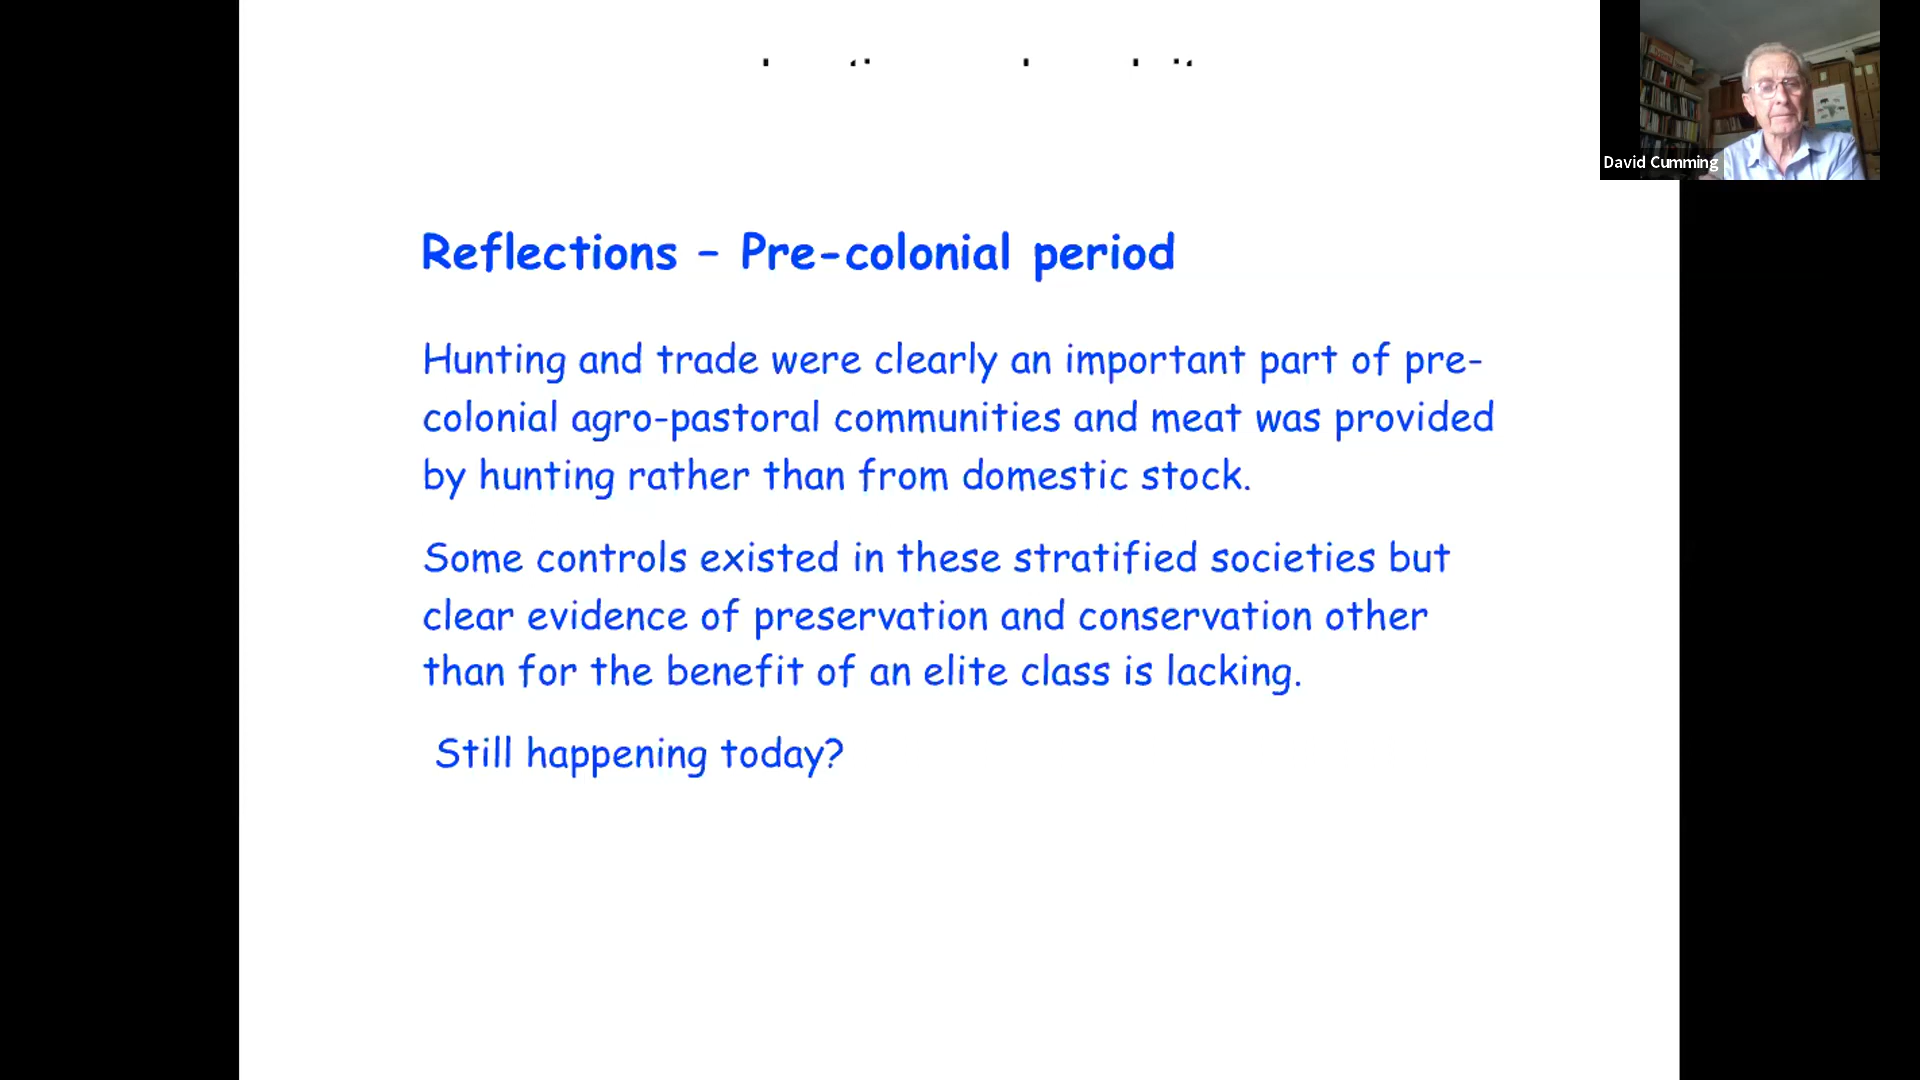 David Cumming
Reflections – Pre-colonial period
Hunting and trade were clearly an important part of pre-
colonial agro-pastoral communities and meat was provided
by hunting rather than from domestic stock.
Some controls existed in these stratified societies but
clear evidence of preservation and conservation other
than for the benefit of an elite class is lacking.
Still happening today?